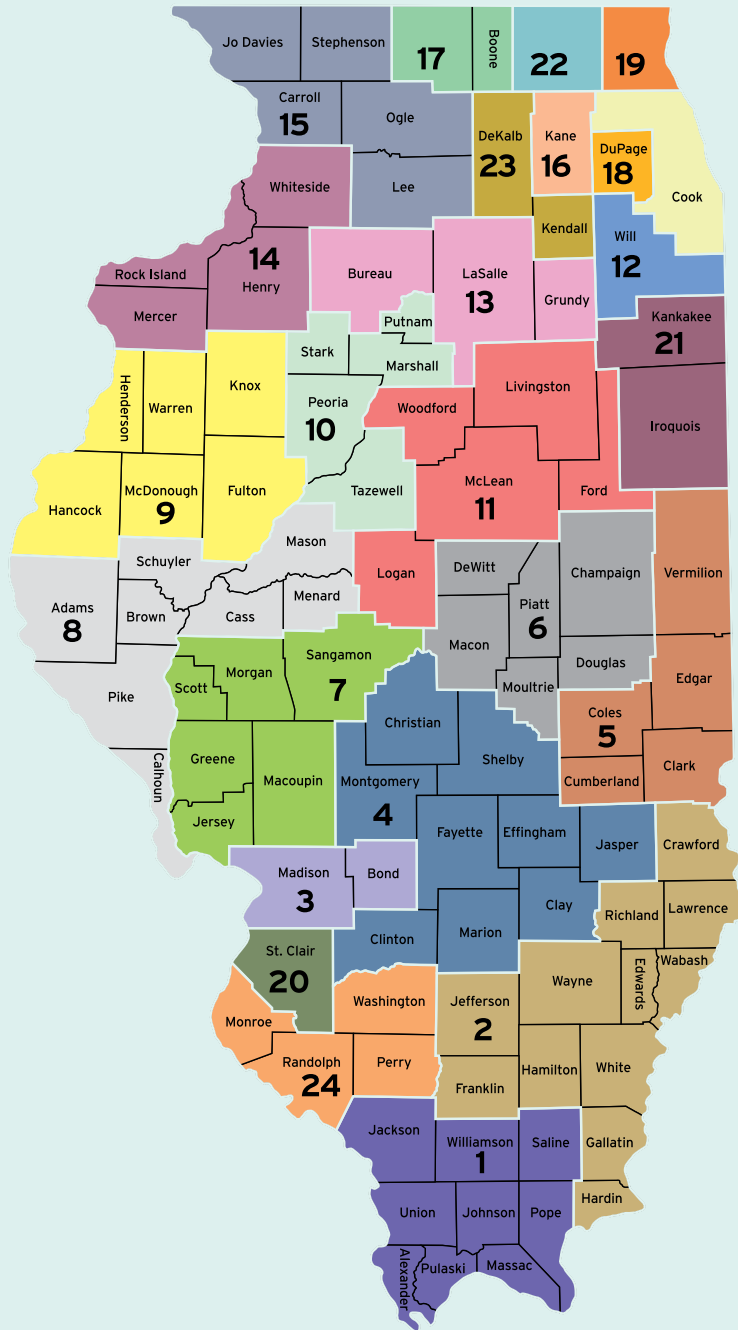 Jo Davies
Stephenson
17
Boone
22
19
Carroll
15
Ogle
DeKalb
23
Kane
16
DuPage
18
Cook
Whiteside
Lee
Kendall
Will
12
Rock Island
14
Henry
Mercer
Bureau
LaSalle
13
Grundy
Putnam
Kankakee
21
Stark
Marshall
Henderson
Warren
Knox
Peoria
10
Woodford
Livingston
Iroquois
Hancock
McDonough
9
Fulton
Tazewell
McLean
11
Ford
Mason
Schuyler
Logan
DeWitt
Champaign
Vermilion
Adams
8
Brown
Cass
Menard
Piatt
6
Macon
Douglas
Moultrie
Pike
Scott
Morgan
Sangamon
7
Edgar
Coles
5
Christian
Shelby
Cumberland
Clark
Calhoun
Greene
Macoupin
Jersey
Montgomery
4
Fayette
Effingham
Jasper
Crawford
Madison
3
Bond
Clay
Richland
Lawrence
Clinton
Marion
St. Clair
20
Wayne
Edwards
Wabash
Monroe
Washington
Jefferson
2
Randolph
24
Perry
Franklin
Hamilton
White
Jackson
Williamson
1
Saline
Gallatin
Hardin
Union
Johnson
Pope
Alexander
Pulaski
Massac